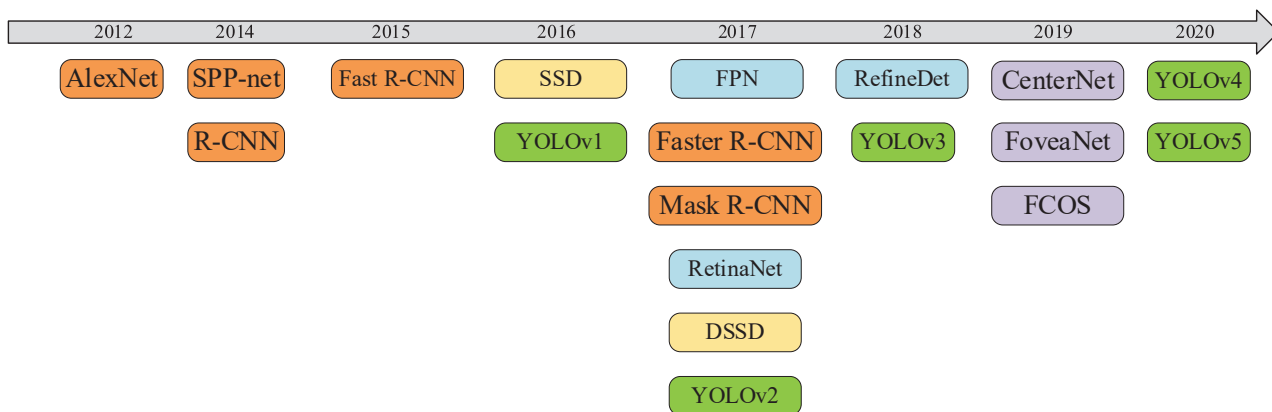 2012 2014 2015 2016 2017 2018 2019 2020
AlexNet SPP-net Fast R-CNN SSD FPN RefineDet CenterNet YOLOv4
R-CNN YOLOv1 Faster R-CNN YOLOv3 FoveaNet YOLOv5
Mask R-CNN FCOS
RetinaNet
DSSD
YOLOv2